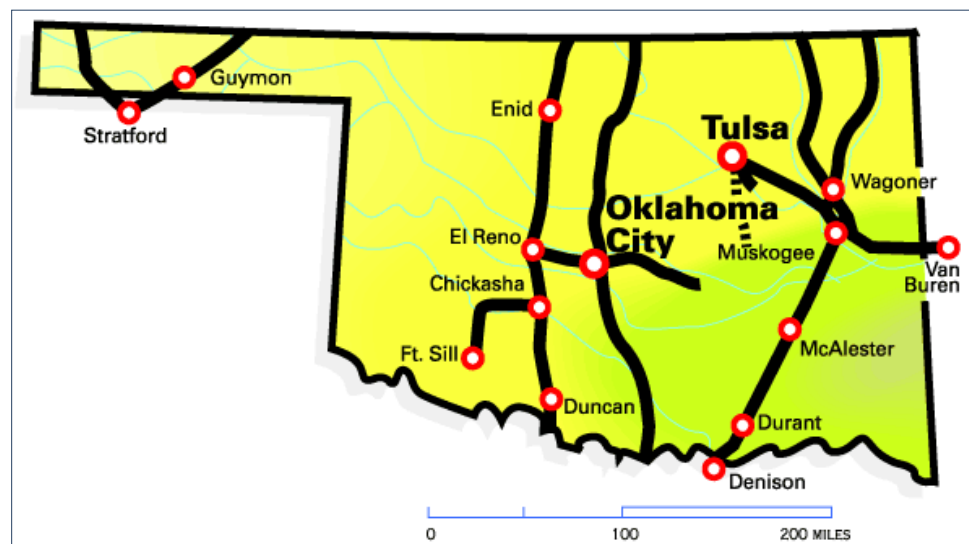 Guymon
Stratford
Enid
Tulsa
Wagoner
Oklahoma
City
El Reno
Muskogee
Van
Buren
Chickasha
McAlester
Ft. Sill
Duncan
Durant
Denison
0 100 200 MILES